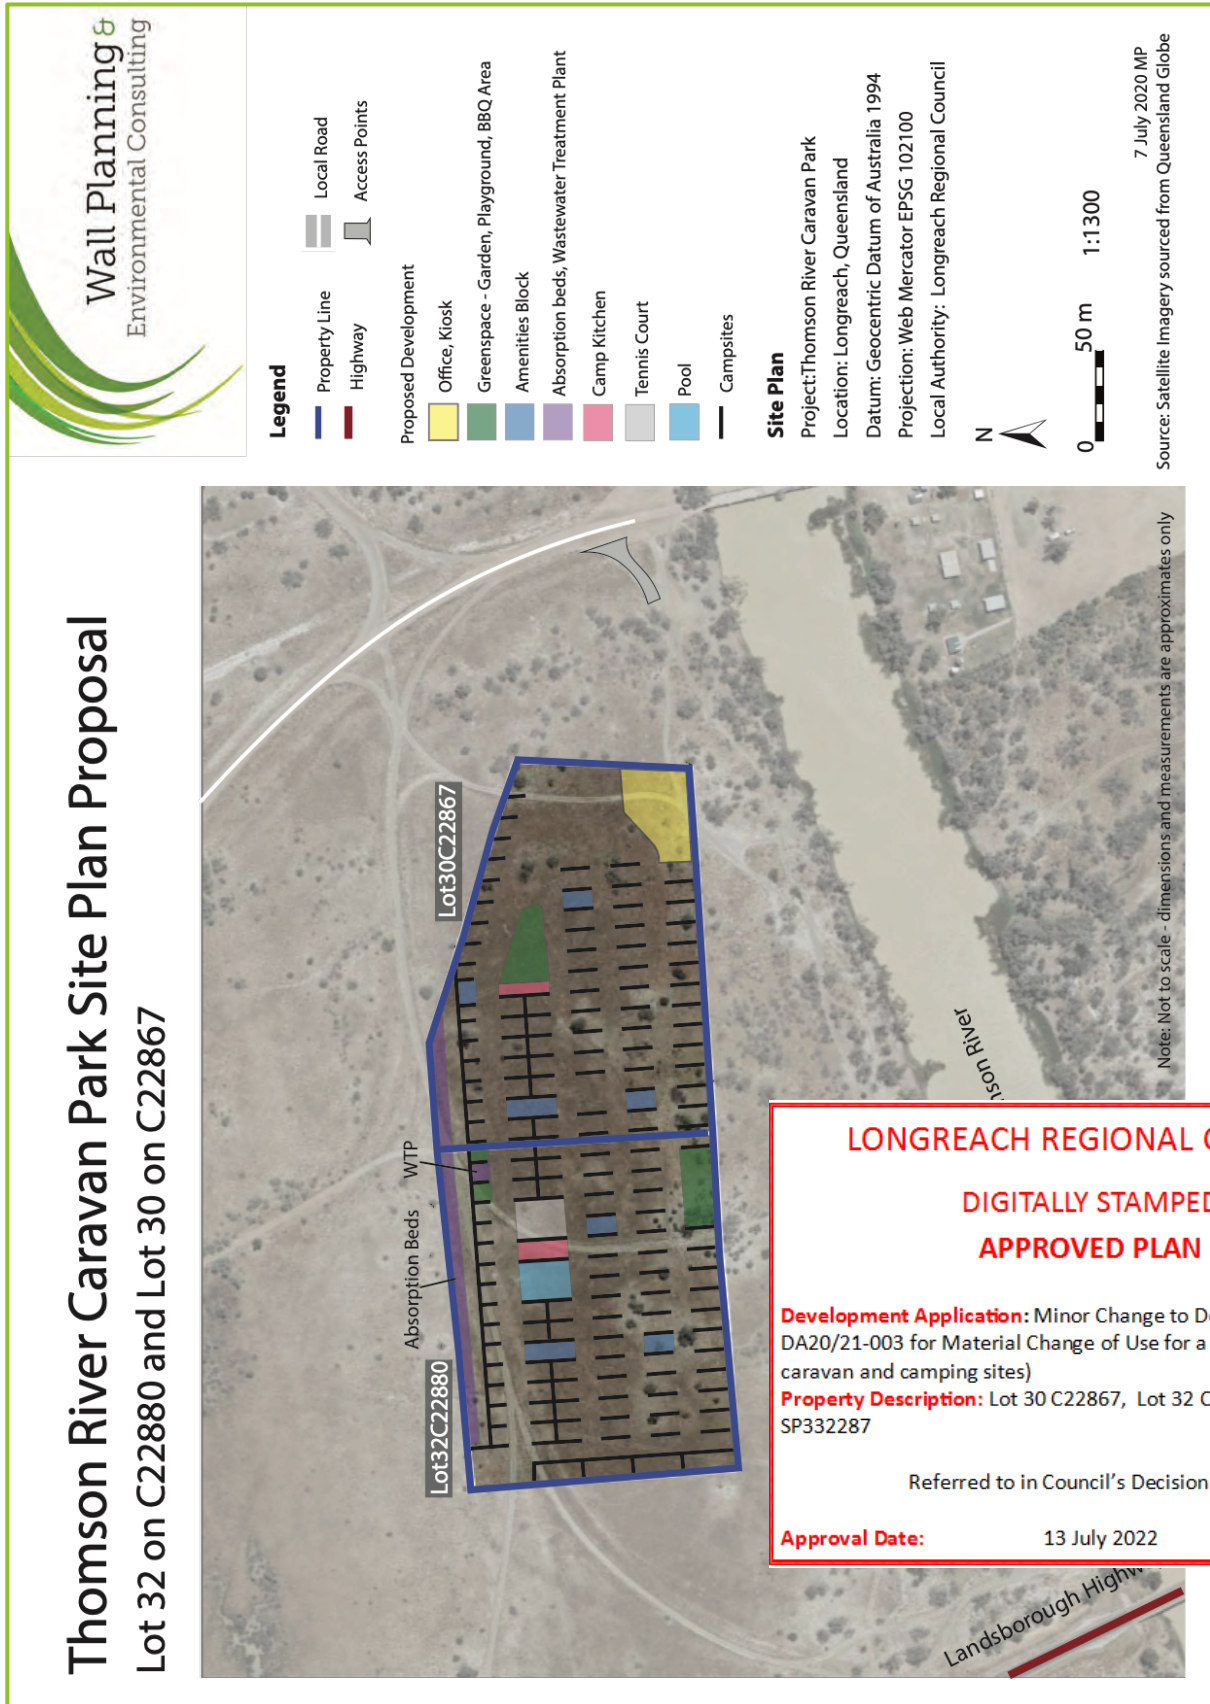 Thomson River Caravan Park Site Plan Proposal
Lot 32 on C22880 and Lot 30 on C22867
Wall Planning &
Environmental Consulting
Legend
Property Line
Local Road
Highway
Access Points
Proposed Development
Office, Kiosk
Greenspace - Garden, Playground, BBQ Area
Amenities Block
Absorption beds, Wastewater Treatment Plant
Camp Kitchen
Tennis Court
Pool
Campsites
Site Plan
Project:Thomson River Caravan Park
Location: Longreach, Queensland
Datum: Geocentric Datum of Australia 1994
Projection: Web Mercator EPSG 102100
Local Authority: Longreach Regional Council
N
0 50 m 1:1300
7 July 2020 MP
Source: Satellite Imagery sourced from Queensland Globe
Lot32C22880
Absorption Beds
WTP
Lot30C22867
River
Landsborough
Note: Not to scale - dimensions and measurements are approximates only
LONGREACH REGIONAL
DIGITALLY STAMPED
APPROVED PLAN
Development Application: Minor Change to
DA20/21-003 for Material Change of Use for a
caravan and camping sites)
Property Description: Lot 30 C22867, Lot 32
SP332287
Referred to in Council's Decision
Approval Date: 13 July 2022